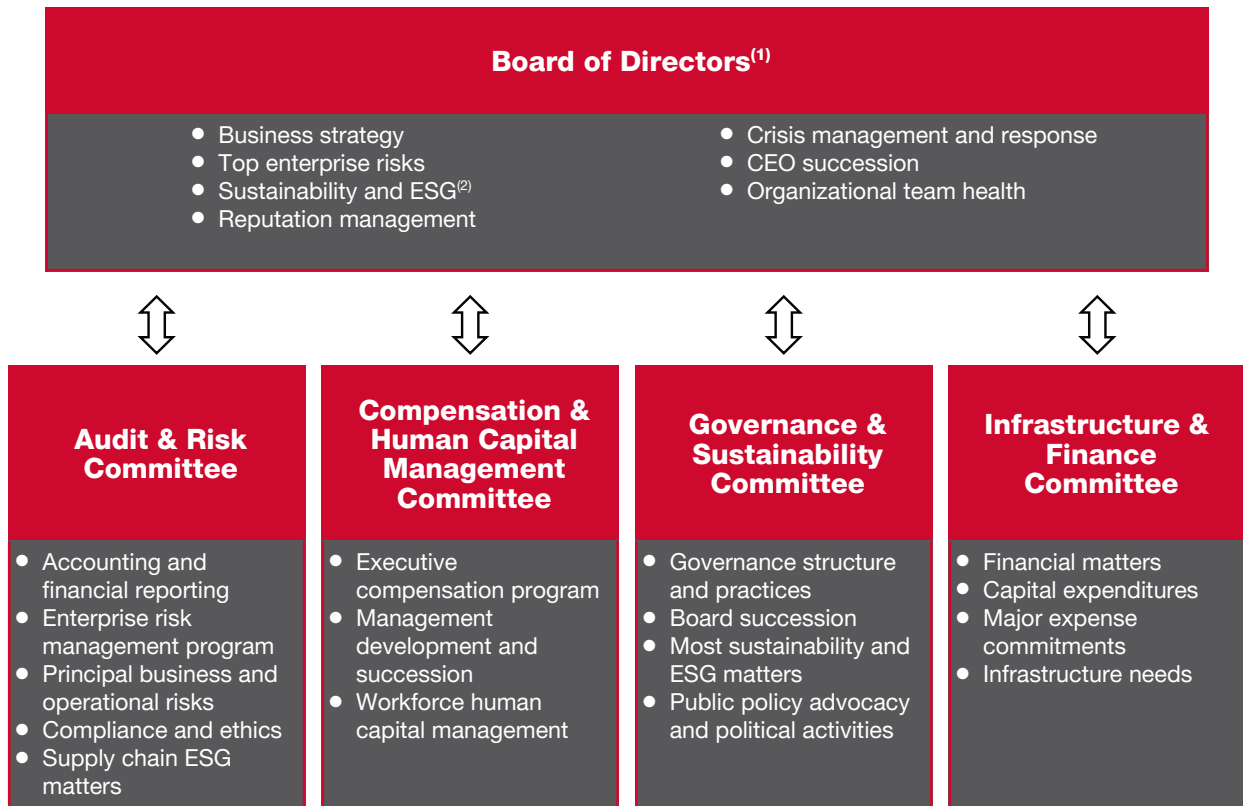 Board of Directors(1)
● Business strategy
● Top enterprise risks
● Sustainability and ESG(2)
● Reputation management
● Crisis management and response
● CEO succession
● Organizational team health
Audit & Risk
Committee
● Accounting and
financial reporting
● Enterprise risk
management program
● Principal business and
operational risks
● Compliance and ethics
● Supply chain ESG
matters
Compensation &
Human Capital
Management
Committee
● Executive
compensation program
● Management
development and
succession
● Workforce human
capital management
Governance &
Sustainability
Committee
● Governance structure
and practices
● Board succession
● Most sustainability and
ESG matters
● Public policy advocacy
and political activities
Infrastructure &
Finance
Committee
● Financial matters
● Capital expenditures
● Major expense
commitments
● Infrastructure needs